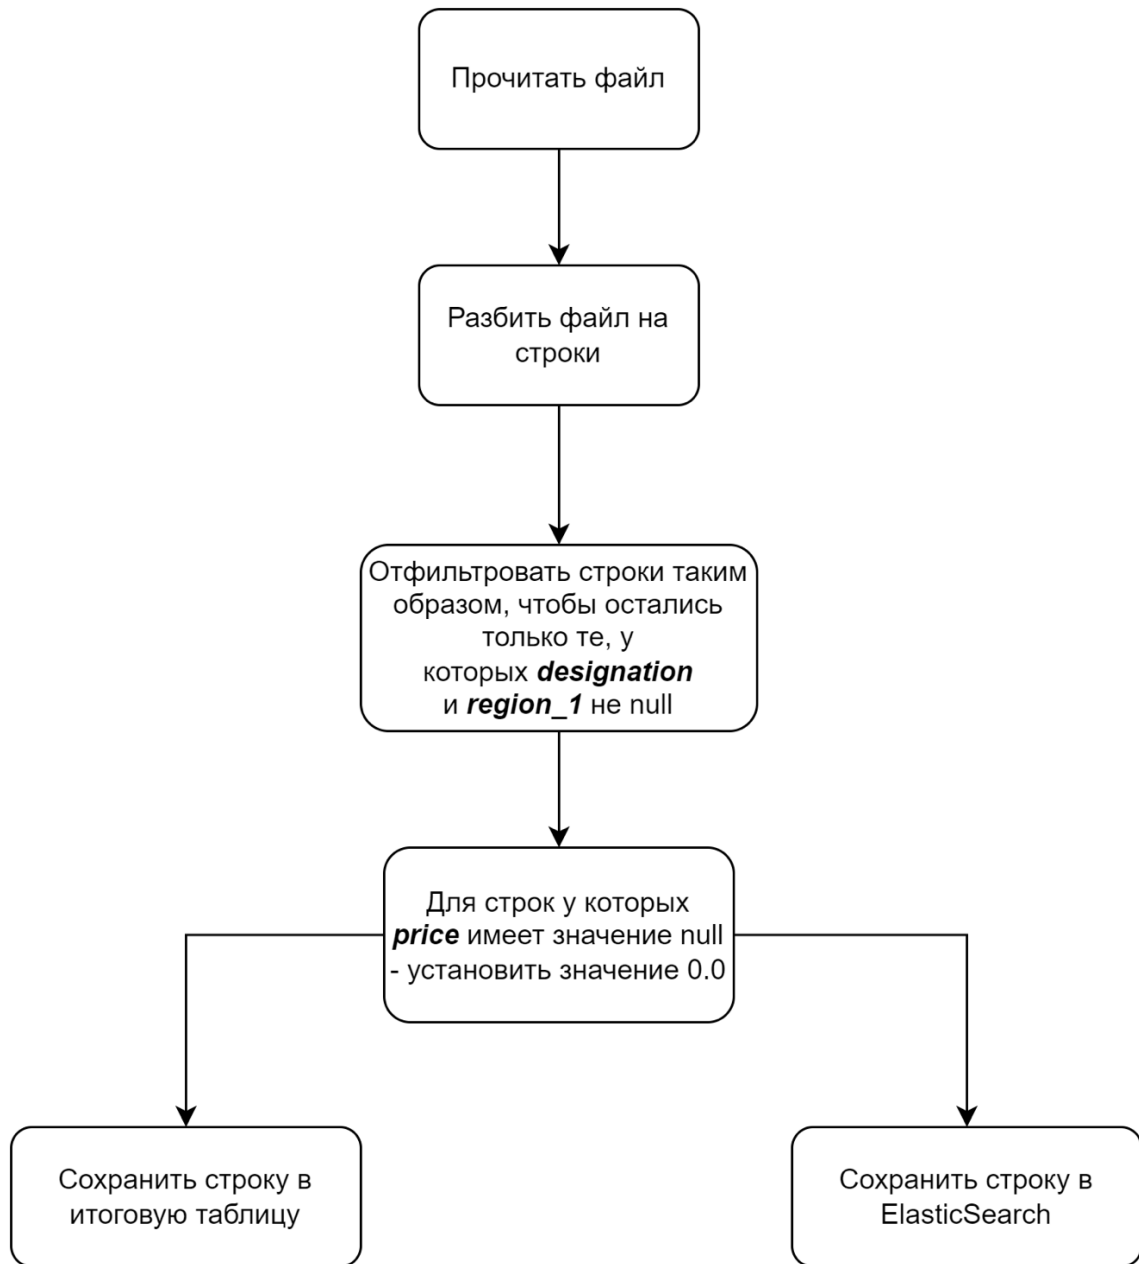 Прочитать файл
Разбить файл на
строки
Отфильтровать строки таким
образом, чтобы остались
только те, у
которых designation
и region_1 не null
Для строк у которых
price имеет значение null
- установить значение 0.0
Сохранить строку в
итоговую таблицу
Сохранить строку в
ElasticSearch